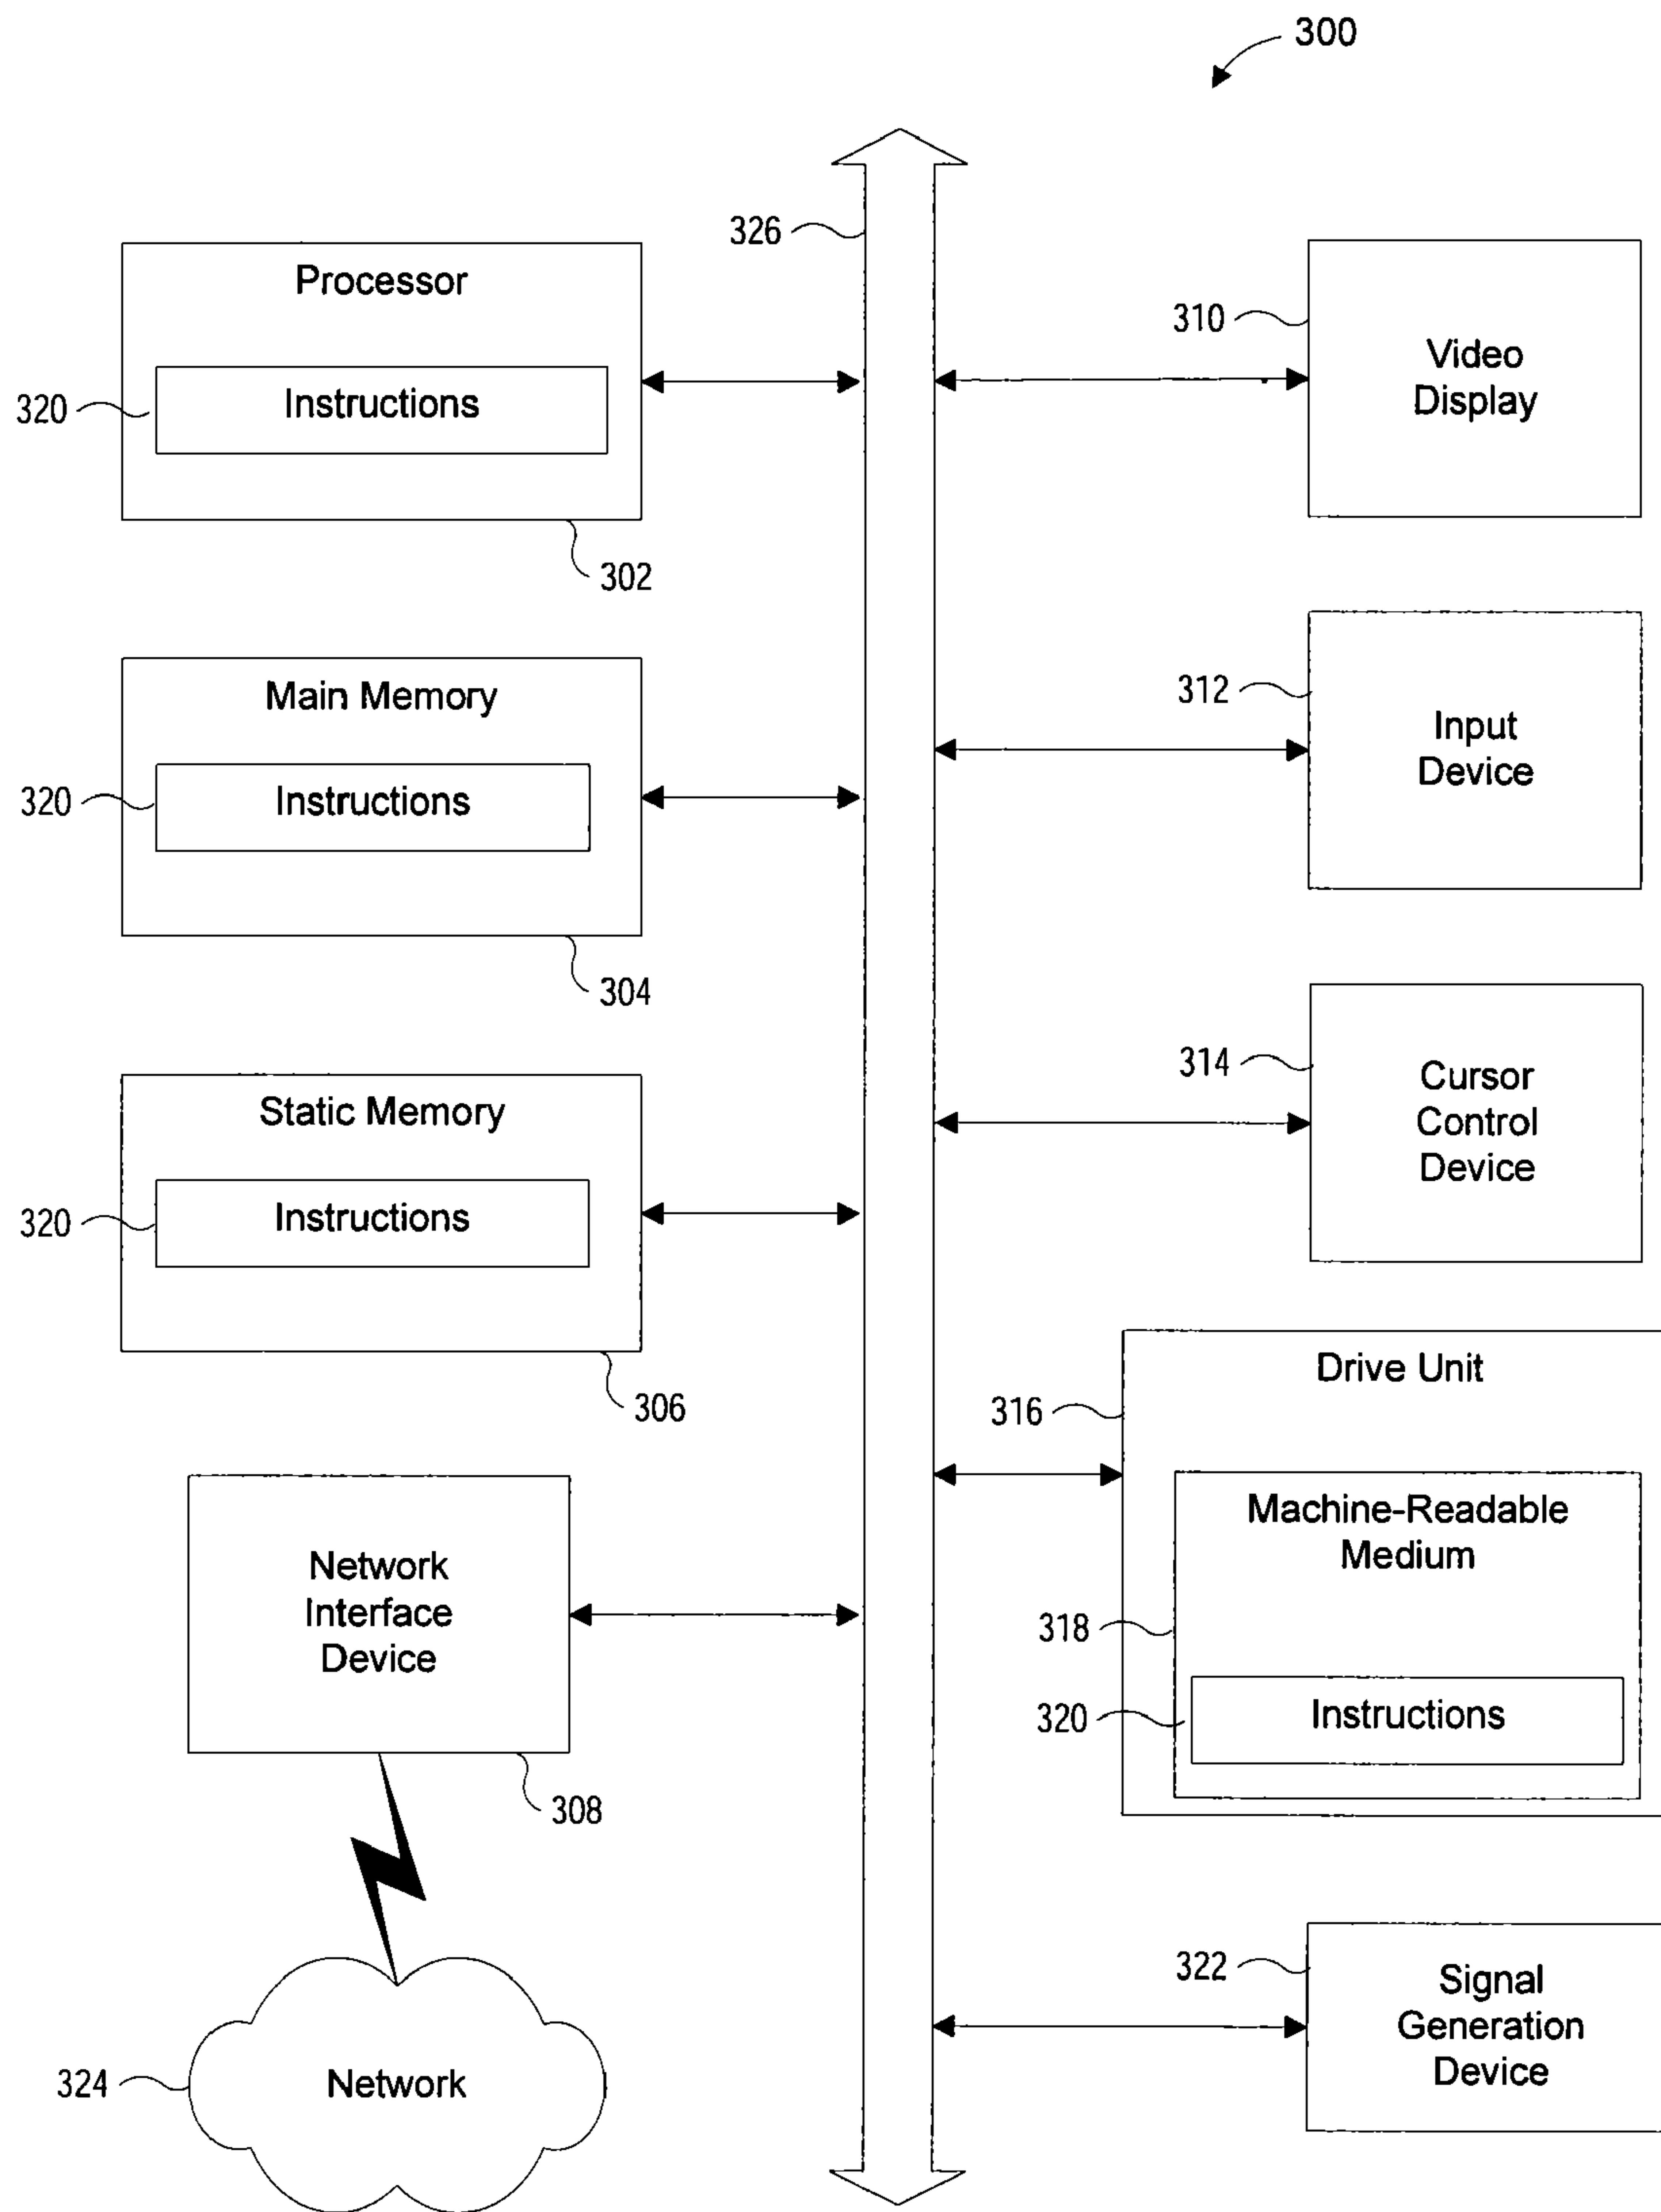 300
326
Processor
320
Instructions
302
310
Video
Display
Main Memory
320
Instructions
304
312
Input
Device
Static Memory
320
Instructions
306
314
Cursor
Control
Device
Network
Interface
Device
308
316
Drive Unit
Machine-Readable
Medium
318
320
Instructions
324
Network
322
Signal
Generation
Device